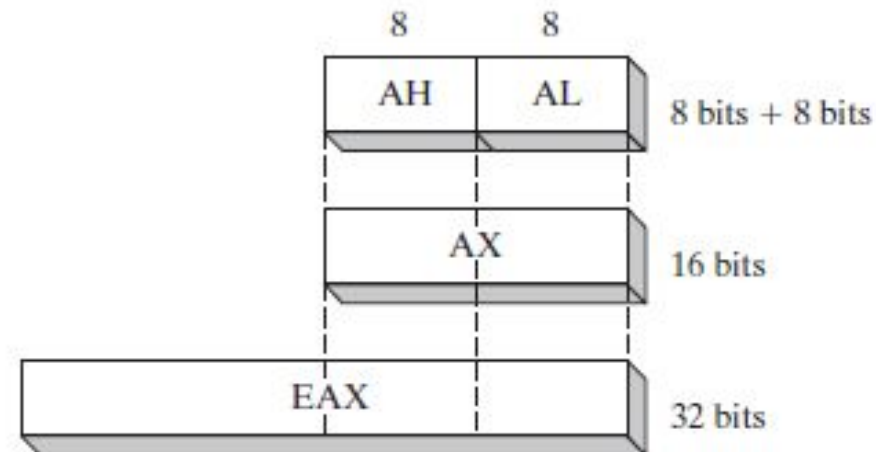 8 8
AH AL 8 bits + 8 bits
AX 16 bits
EAX 32 bits